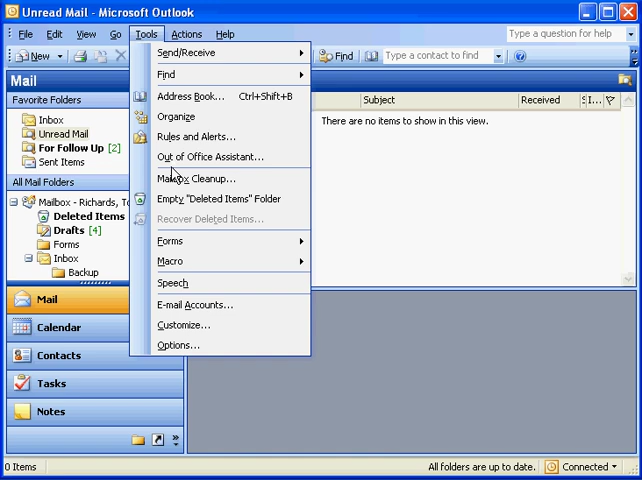 Unread Mail - Microsoft Outlook
File Edit View Go Tools Actions Help
Type a question for help
New
Find
Type a contact to find
Mail
Favorite Folders
Inbox
Unread Mail
For Follow Up [2]
Sent Items
All Mail Folders
Mailbox - Richards, To
Deleted Items
Drafts [4]
Forms
Inbox
Backup
Mail
Calendar
Contacts
Tasks
Notes
Send/Receive
Find
Address Book... Ctrl+Shift+B
Organize
Rules and Alerts...
Out of Office Assistant...
Mailbox Cleanup...
Empty "Deleted Items" Folder
Recover Deleted Items...
Forms
Macro
Speech
E-mail Accounts...
Customize...
Options...
Subject Received I...
There are no items to show in this view.
0 Items
All folders are up to date.
Connected